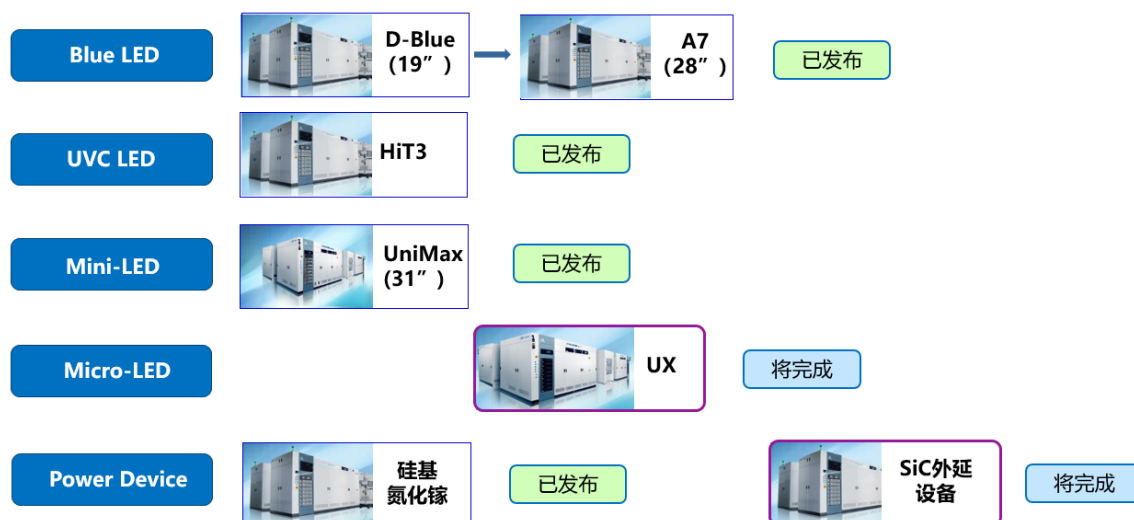 Blue LED
D-Blue
(19”)
A7
(28”)
已发布
UVC LED
HiT3
已发布
Mini-LED
UniMax
(31”)
已发布
Micro-LED
UX
将完成
Power Device
硅基
氮化镓
已发布
SiC外延
设备
将完成